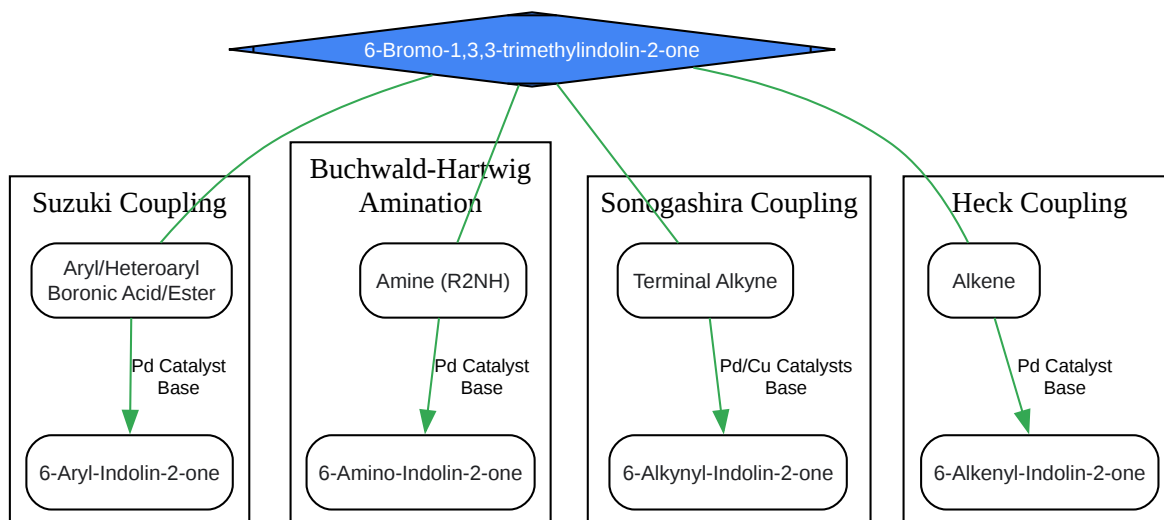 6-Bromo-1,3,3-trimethylindolin-2-one
Suzuki Coupling
Aryl/Heteroaryl
Boronic Acid/Ester
Pd Catalyst
Base
6-Aryl-Indolin-2-one
Buchwald-Hartwig
Amination
Amine (R2NH)
Pd Catalyst
Base
6-Amino-Indolin-2-one
Sonogashira Coupling
Terminal Alkyne
Pd/Cu Catalysts
Base
6-Alkynyl-Indolin-2-one
Heck Coupling
Alkene
Pd Catalyst
Base
6-Alkenyl-Indolin-2-one